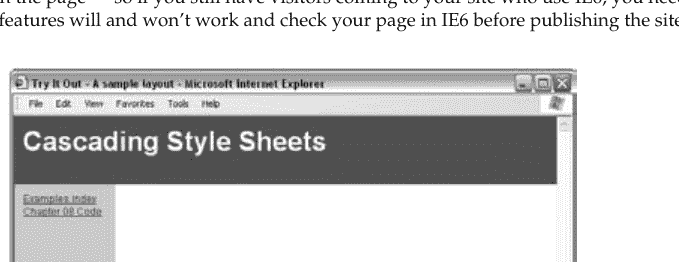 n the page — so if you still have visitors coming to your site who use IE6, you need
features will and won't work and check your page in IE6 before publishing the site
Try It Out - A sample layout - Microsoft Internet Explorer
File Edit View Favorites Tools Help
Cascading Style Sheets
Examples Index
Chapter 08 Code